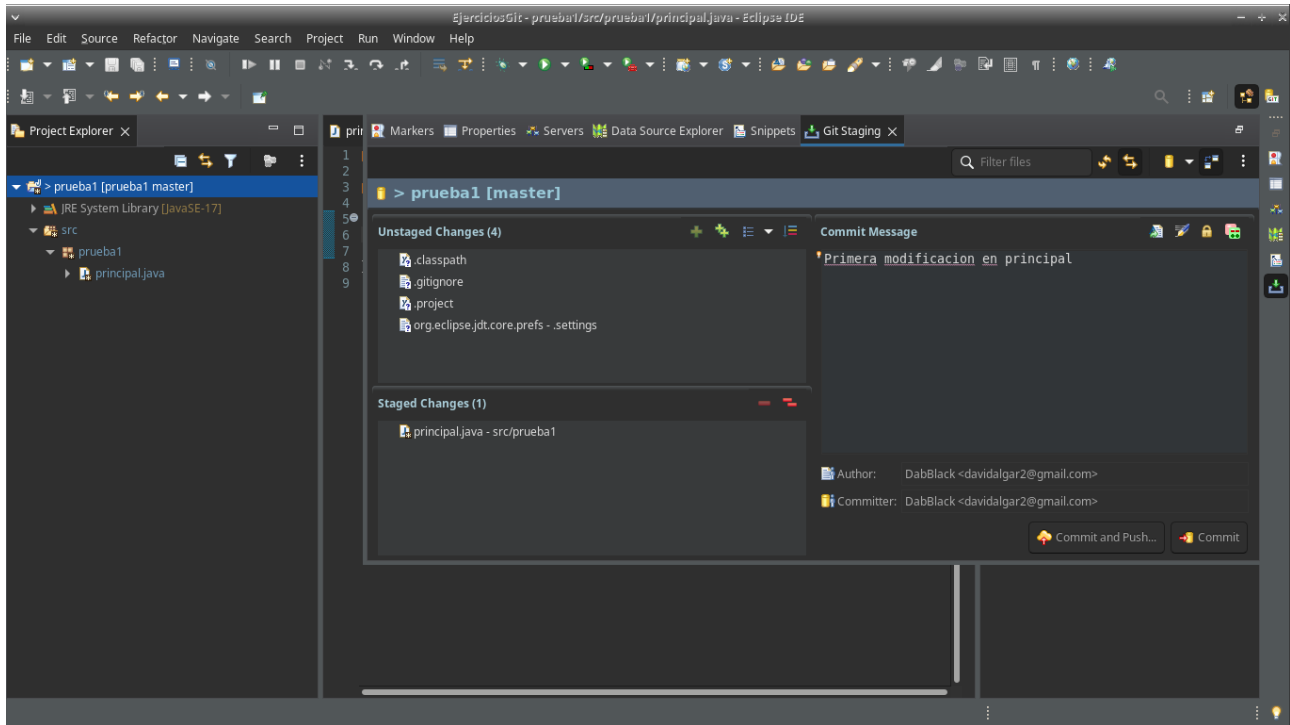 EjerciciosGit - prueba1/src/prueba1/principal.java - Eclipse IDE
File Edit Source Refactor Navigate Search Project Run Window Help
GIT
Project Explorer
prin
Markers Properties Servers Data Source Explorer Snippets Git Staging
Filter files
> prueba1 [prueba1 master]
JRE System Library [JavaSE-17]
src
prueba1
principal.java
1
2
3
4
5
6
7
8
9
> prueba1 [master]
Unstaged Changes (4)
.classpath
.gitignore
.project
org.eclipse.jdt.core.prefs - .settings
Staged Changes (1)
principal.java - src/prueba1
Commit Message
Primera modificacion en principal
Author: DabBlack <davidalgar2@gmail.com>
Committer: DabBlack <davidalgar2@gmail.com>
Commit and Push... Commit